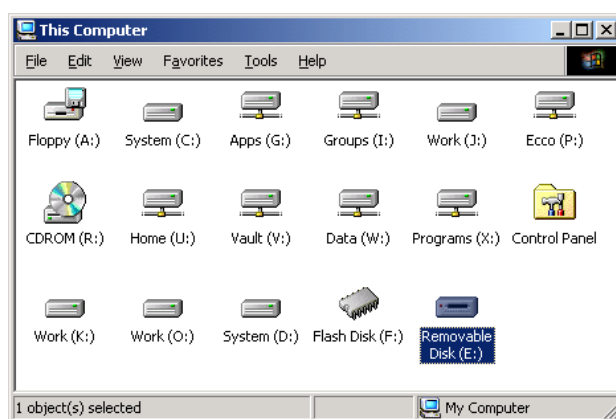 This Computer
File Edit View Favorites Tools Help
Floppy (A:) System (C:) Apps (G:) Groups (I:) Work (J:) Ecco (P:)
CDROM (R:) Home (U:) Vault (V:) Data (W:) Programs (X:) Control Panel
Work (K:) Work (O:) System (D:) Flash Disk (F:) Removable
Disk (E:)
1 object(s) selected My Computer